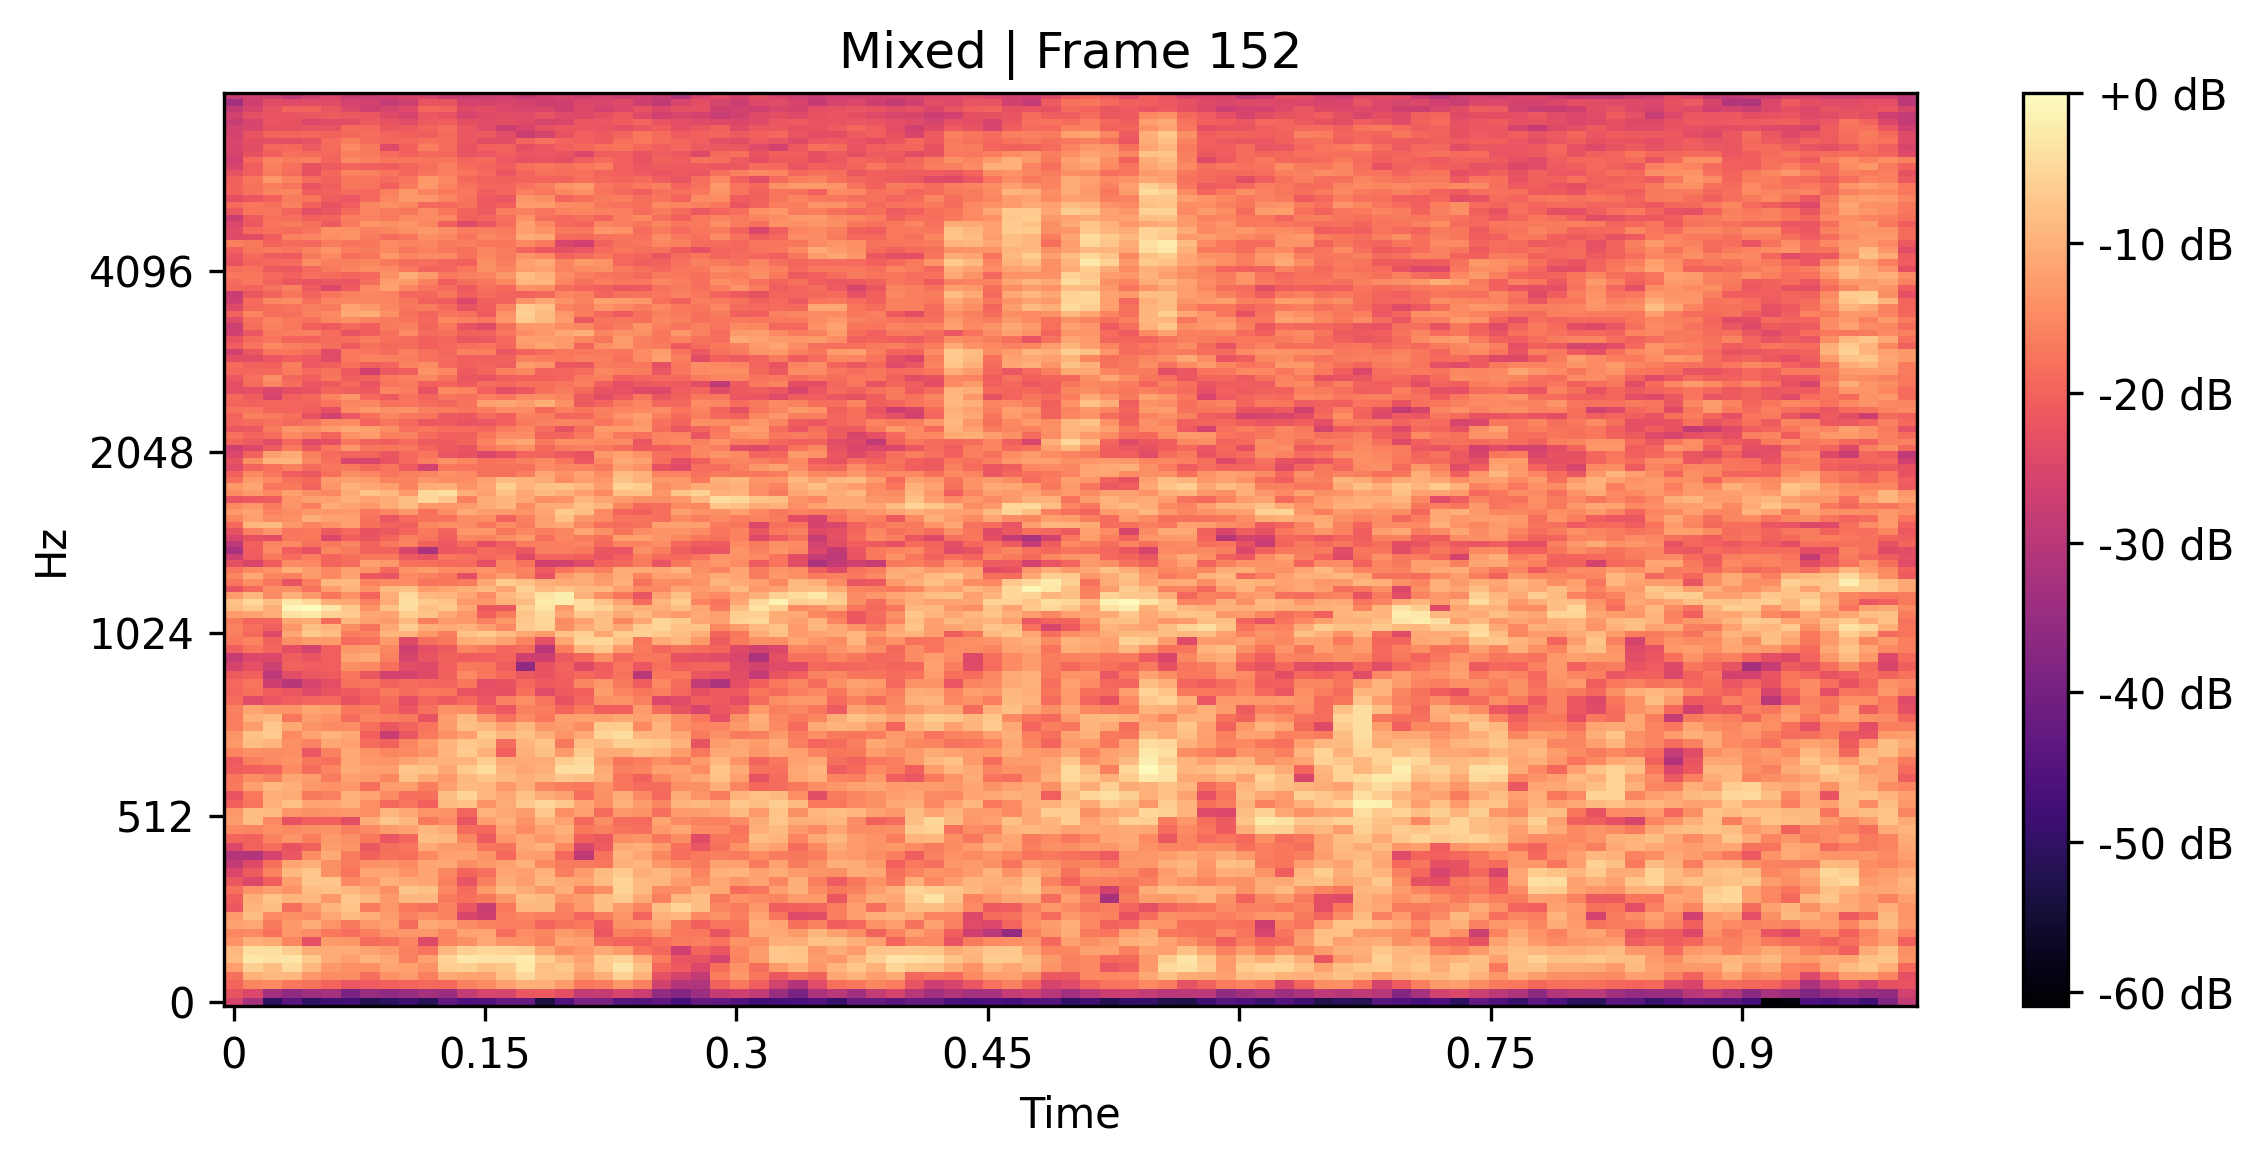 Mixed | Frame 152
+0 dB
-10 dB
-20 dB
-30 dB
-40 dB
-50 dB
-60 dB
4096
2048
1024
512
0
Hz
0 0.15 0.3 0.45 0.6 0.75 0.9
Time